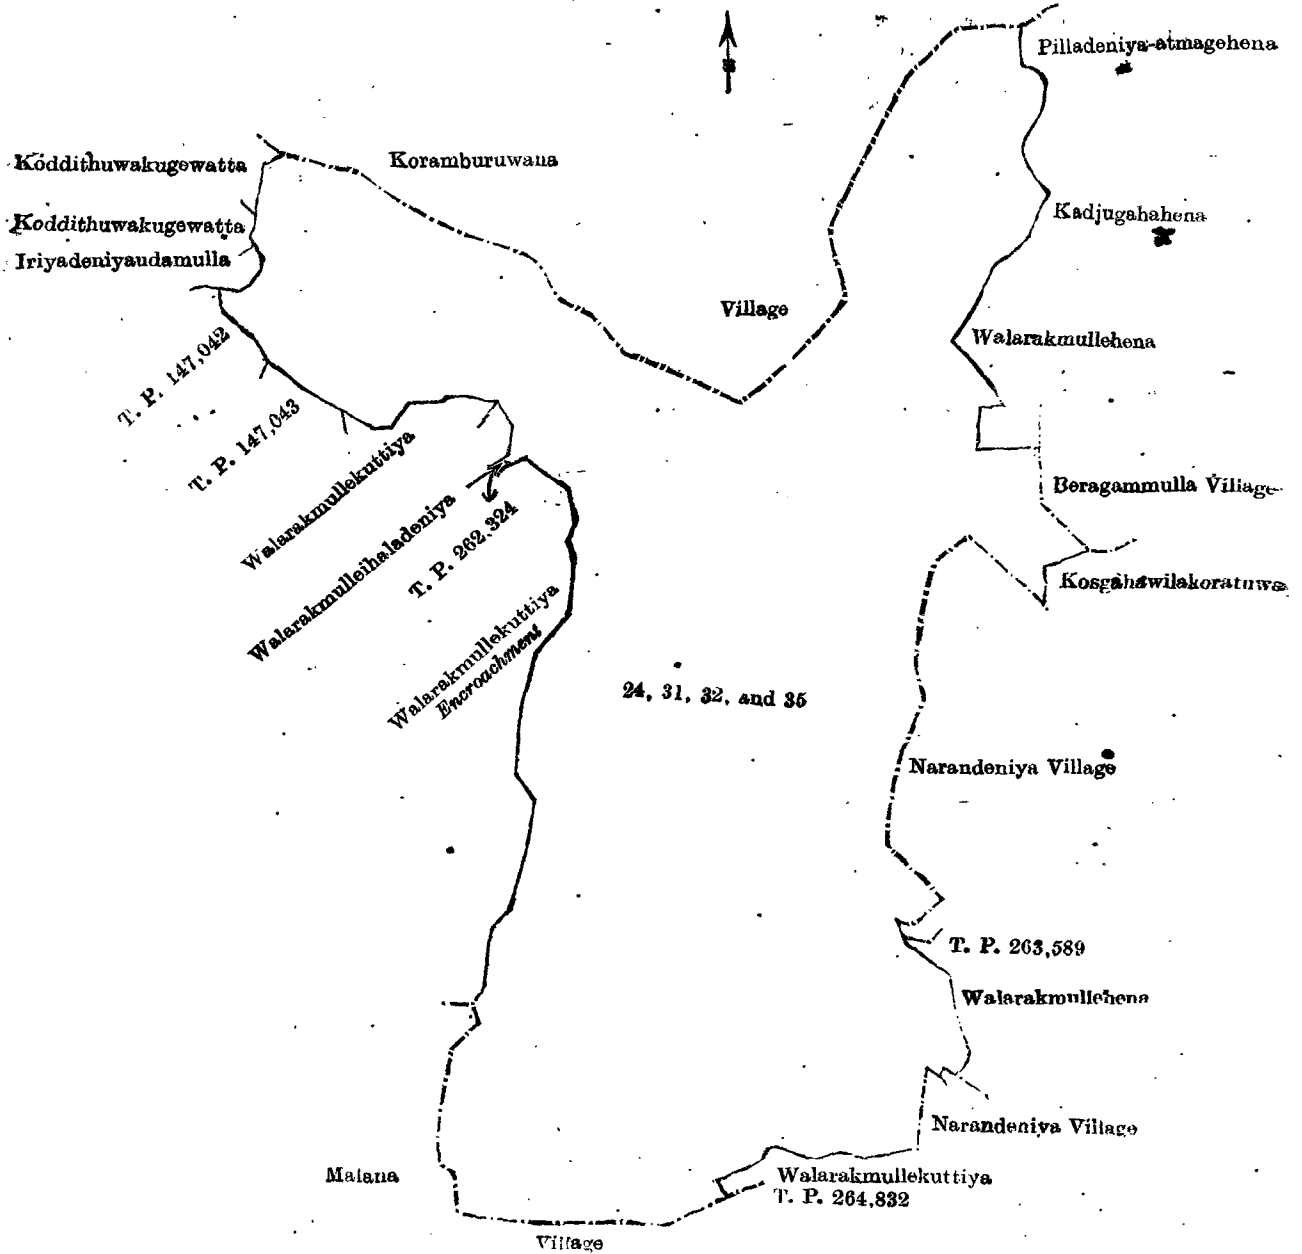 Pilladeniya-atmagehena
Koddithuwakugewatta
Koramburuwana
Koddithuwakugewatta
Kadjugahahena
Iriyadeniyaudamulla
Village
Walarakmullehena
T. P. 147,042
T. P. 147,043
Walarakmullekuttiya
Walarakmulleihaladeniya
T. P. 262,324
Walarakmullekuttiya
Encroachment
Beragammulla Village
Kosgahawilakoratuwa
24, 31, 32, and 35
Narandeniya Village
T. P. 263,589
Walarakmullehena
Narandeniya Village
Malana
Walarakmullekuttiya
T. P. 264,832
Village